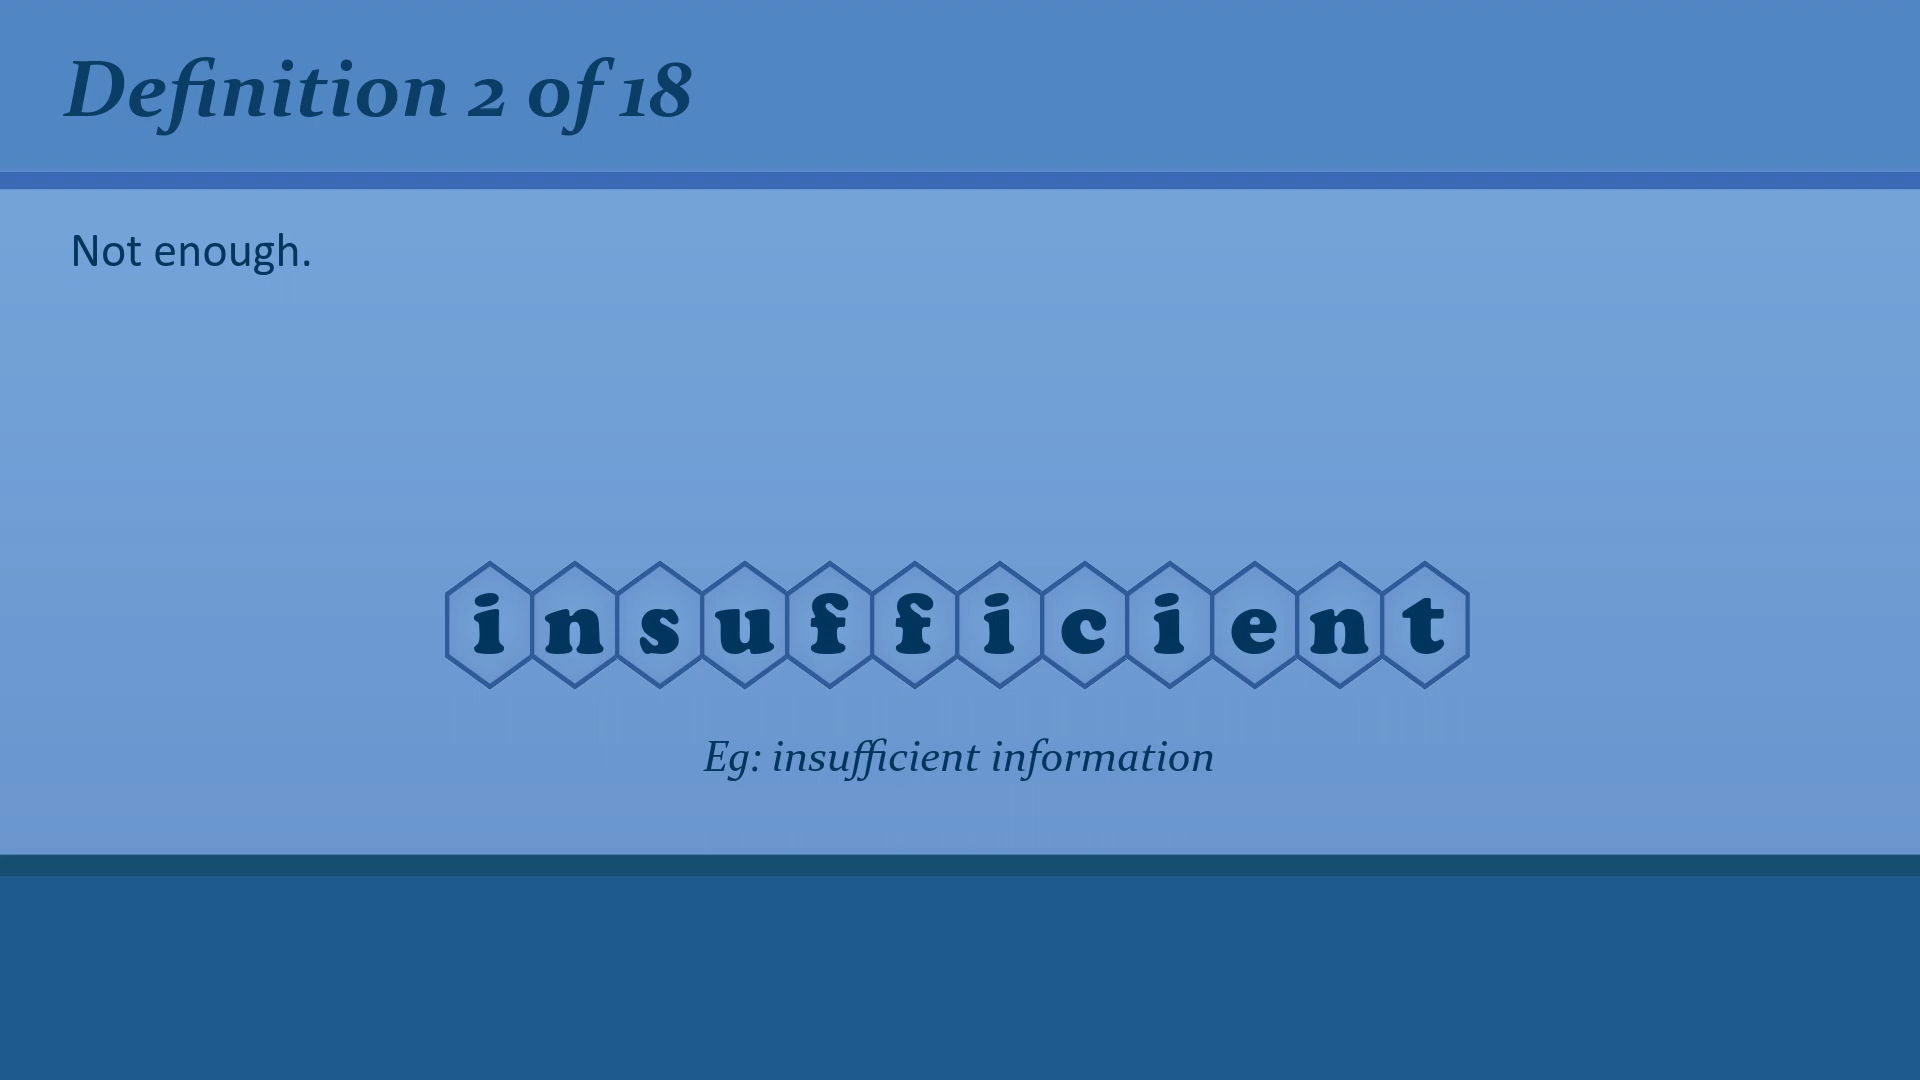 Definition 2 of 18
Not enough.
insufficient
Eg: insufficient information